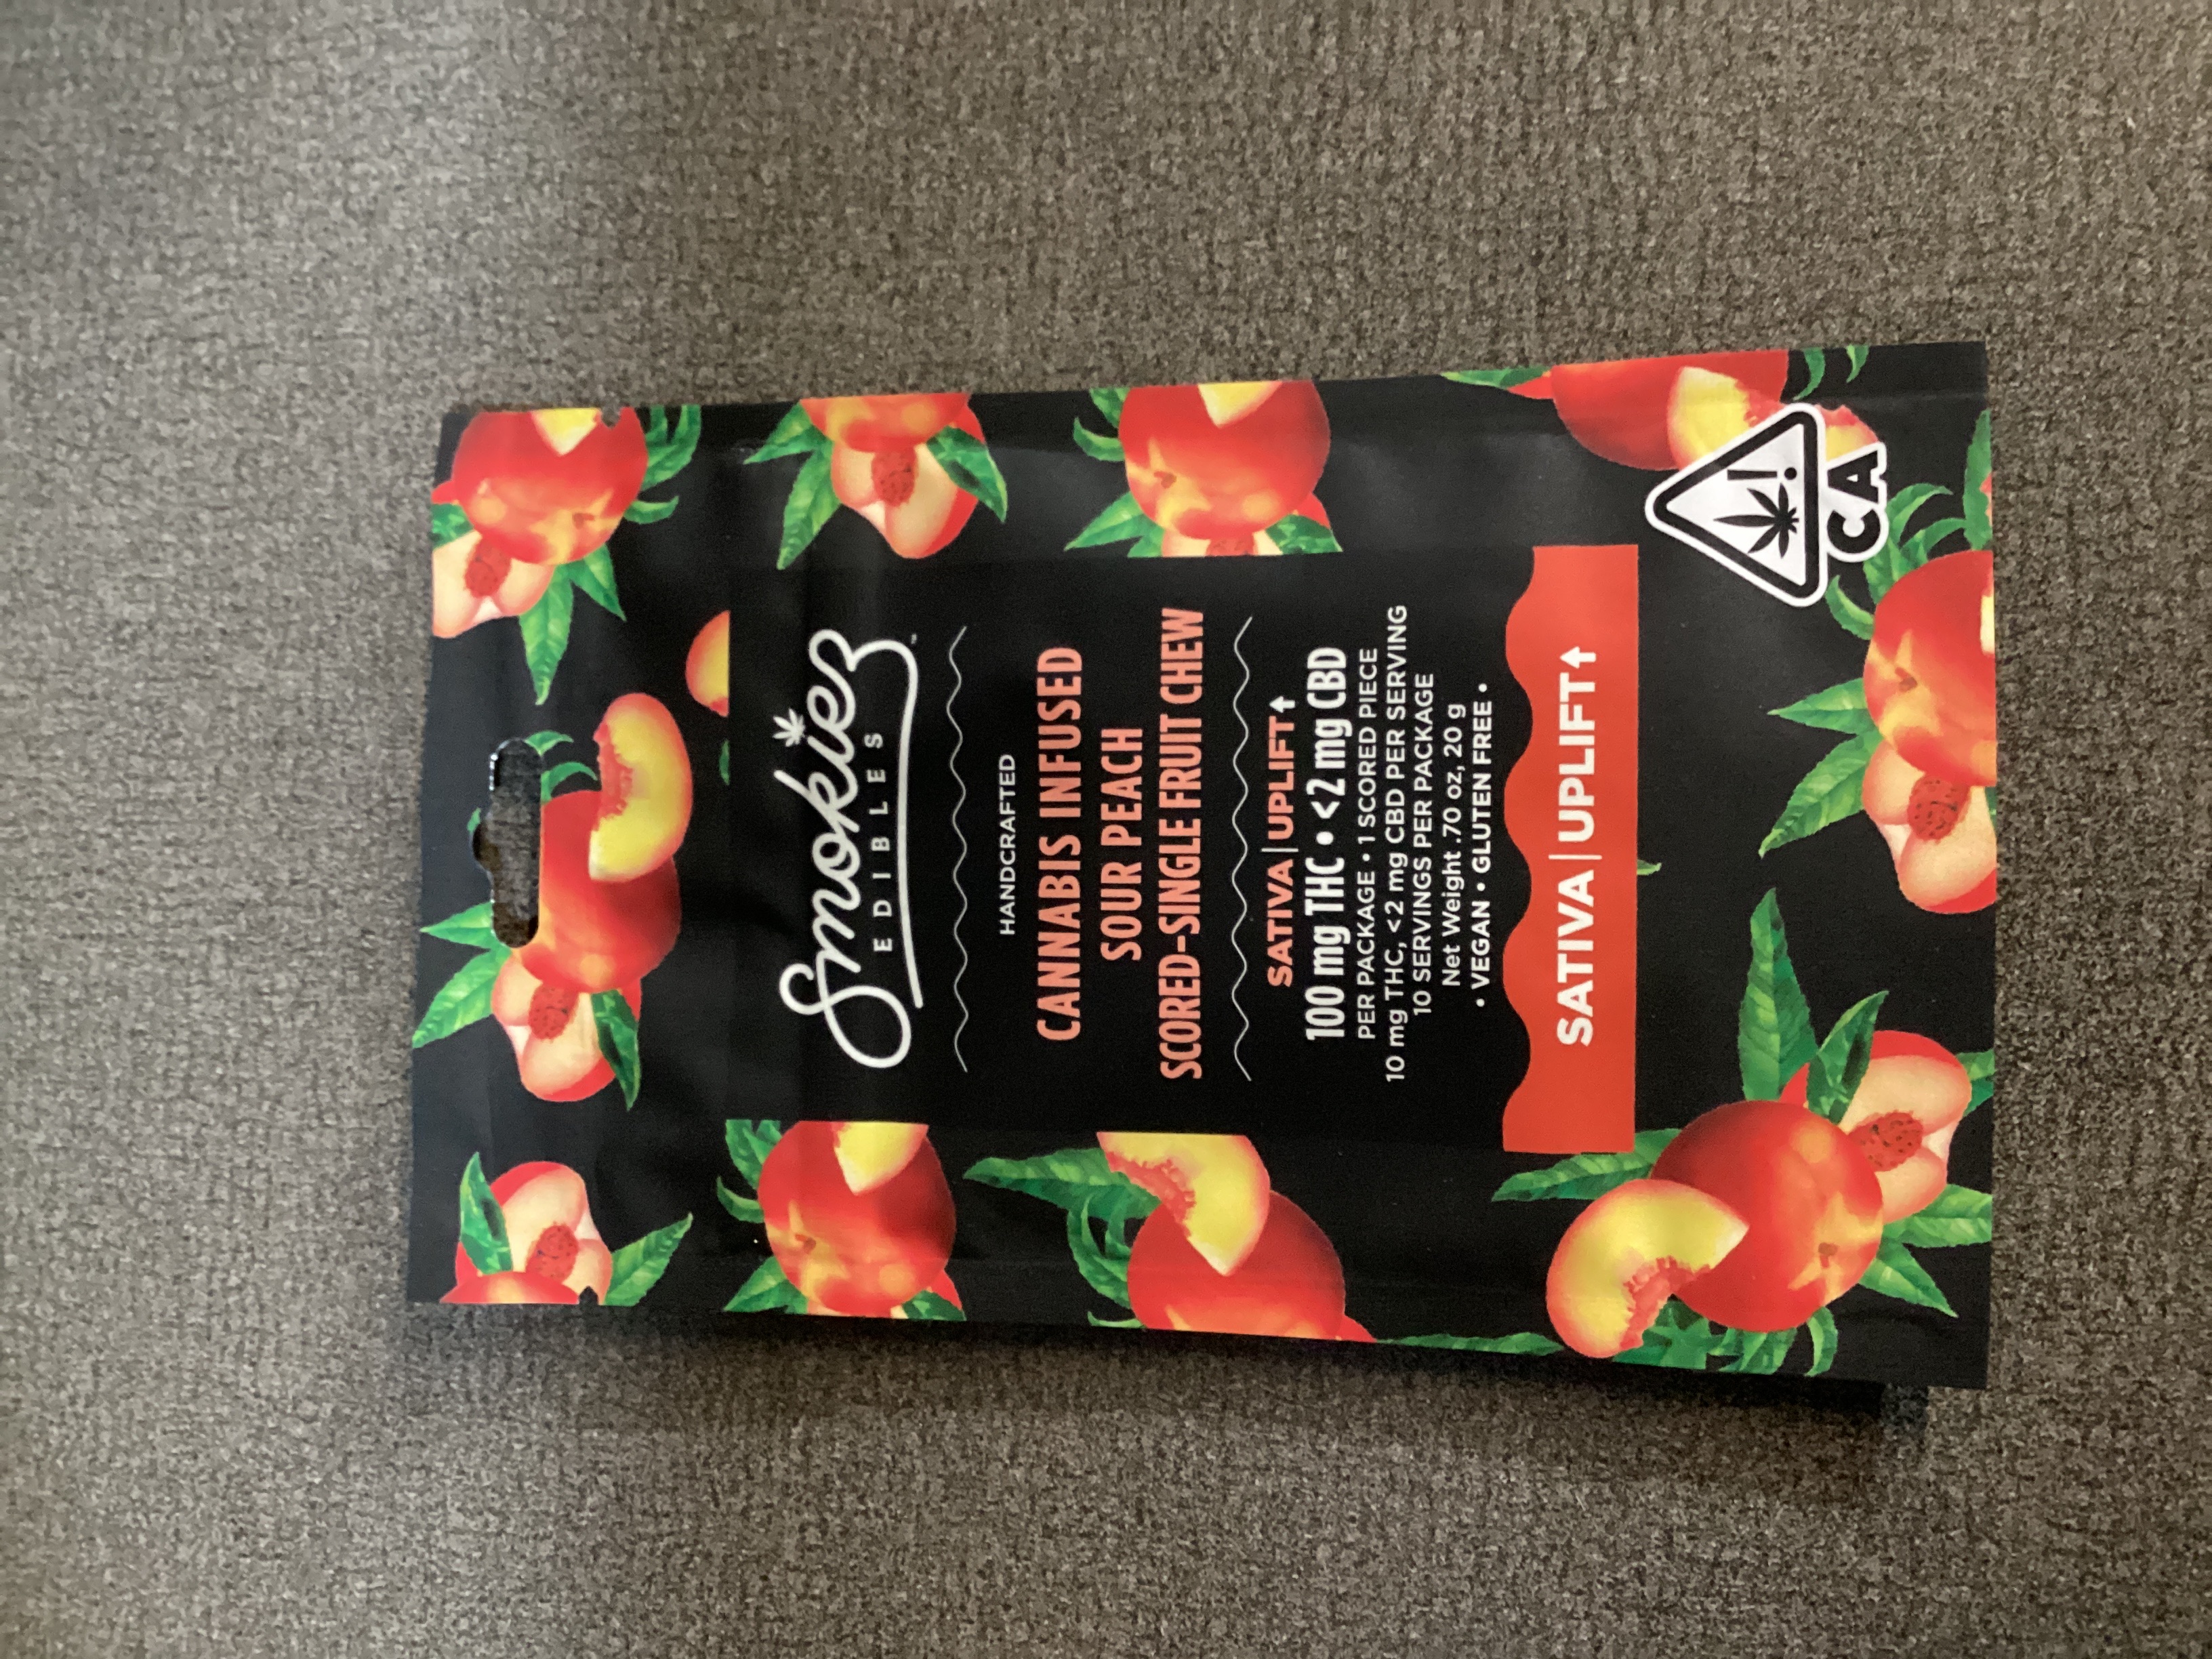 Smokiez™
EDIBLES
HANDCRAFTED
CANNABIS INFUSED
SOUR PEACH
SCORED-SINGLE FRUIT CHEW
SATIVA | UPLIFT↑
100 mg THC • <2 mg CBD
PER PACKAGE • 1 SCORED PIECE
10 mg THC, <2 mg CBD PER SERVING
10 SERVINGS PER PACKAGE
Net Weight .70 oz, 20 g
• VEGAN • GLUTEN FREE •
SATIVA | UPLIFT↑
!
CA